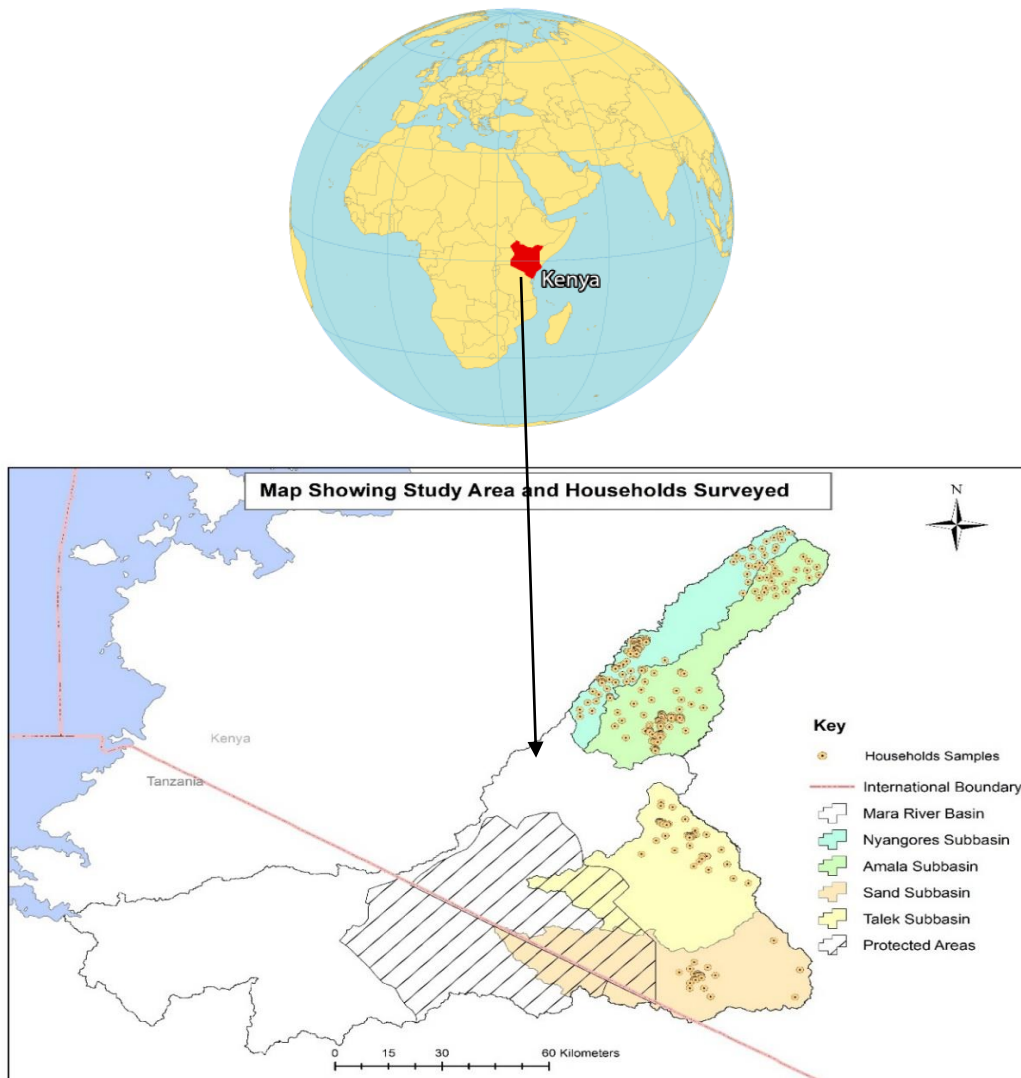 Kenya
Map Showing Study Area and Households Surveyed
N
Kenya
Tanzania
Key
Households Samples
International Boundary
Mara River Basin
Nyangores Subbasin
Amala Subbasin
Sand Subbasin
Talek Subbasin
Protected Areas
0 15 30 60 Kilometers